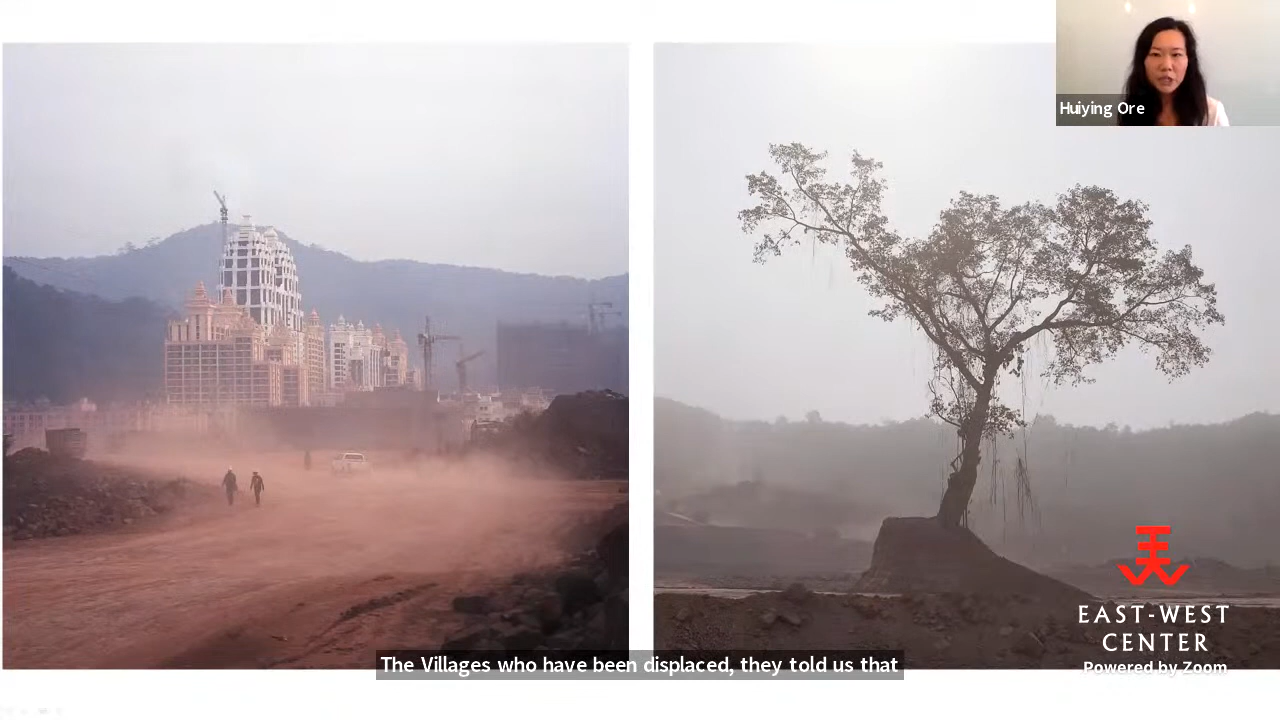 Huiying Ore
EAST-WEST
CENTER
The Villages who have been displaced, they told us that
Powered by Zoom